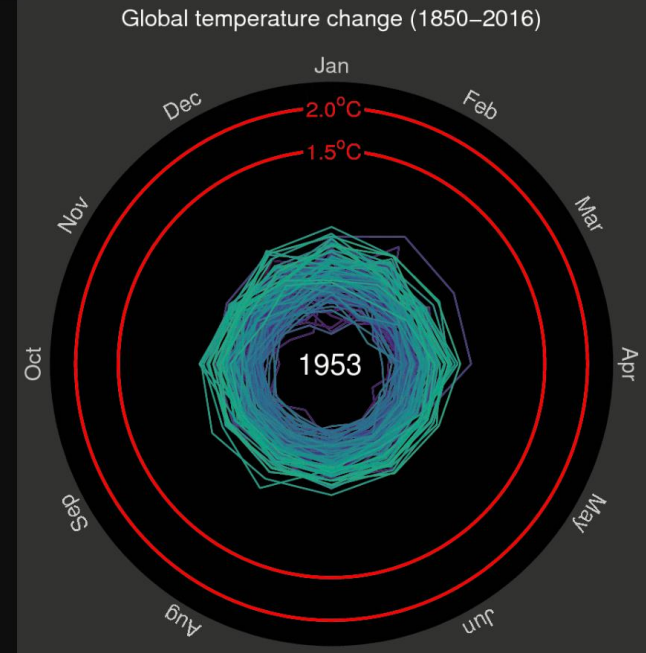 Global temperature change (1850–2016)
Jan
Dec
Feb
2.0°C
1.5°C
Nov
Mar
Oct
1953
Apr
Sep
May
Aug
Jun